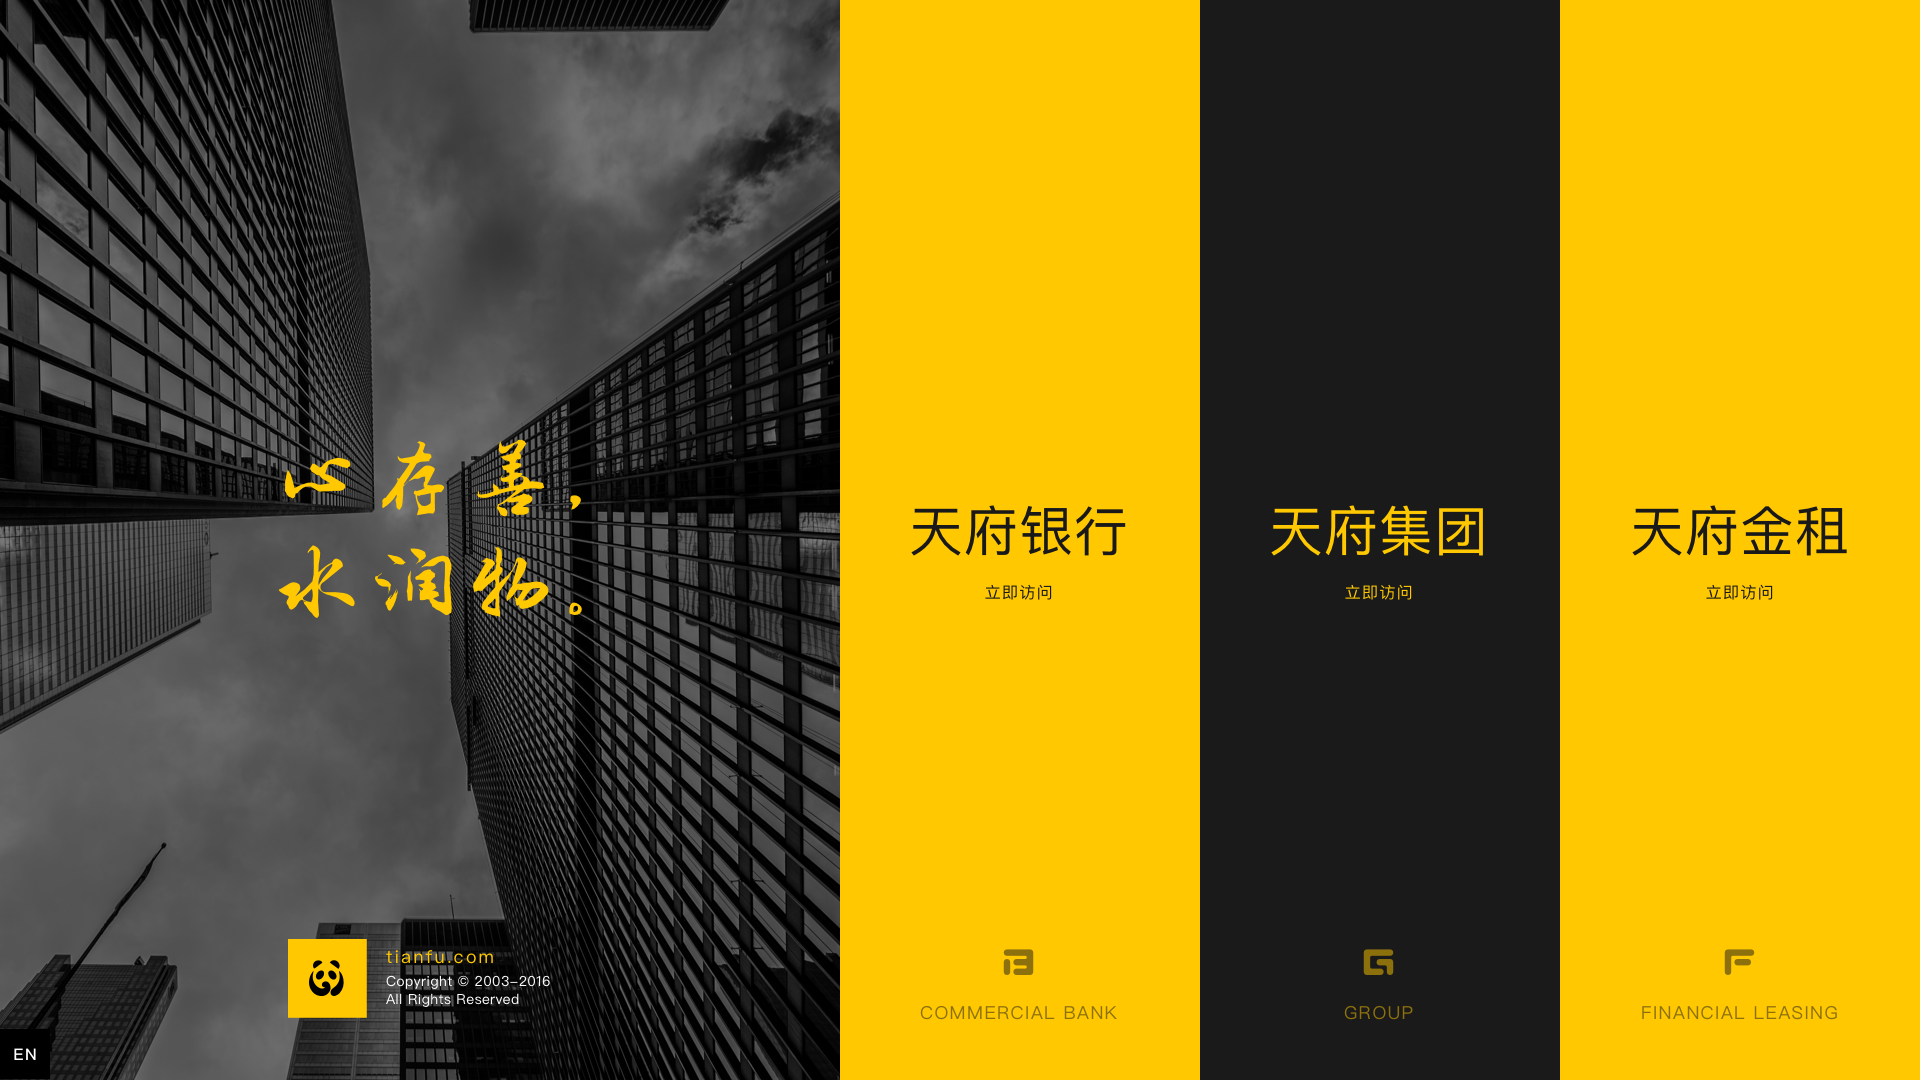 心存善，
水润物。
tianfu.com
Copyright © 2003-2016
All Rights Reserved
EN
天府银行
立即访问
COMMERCIAL BANK
天府集团
立即访问
GROUP
天府金租
立即访问
FINANCIAL LEASING